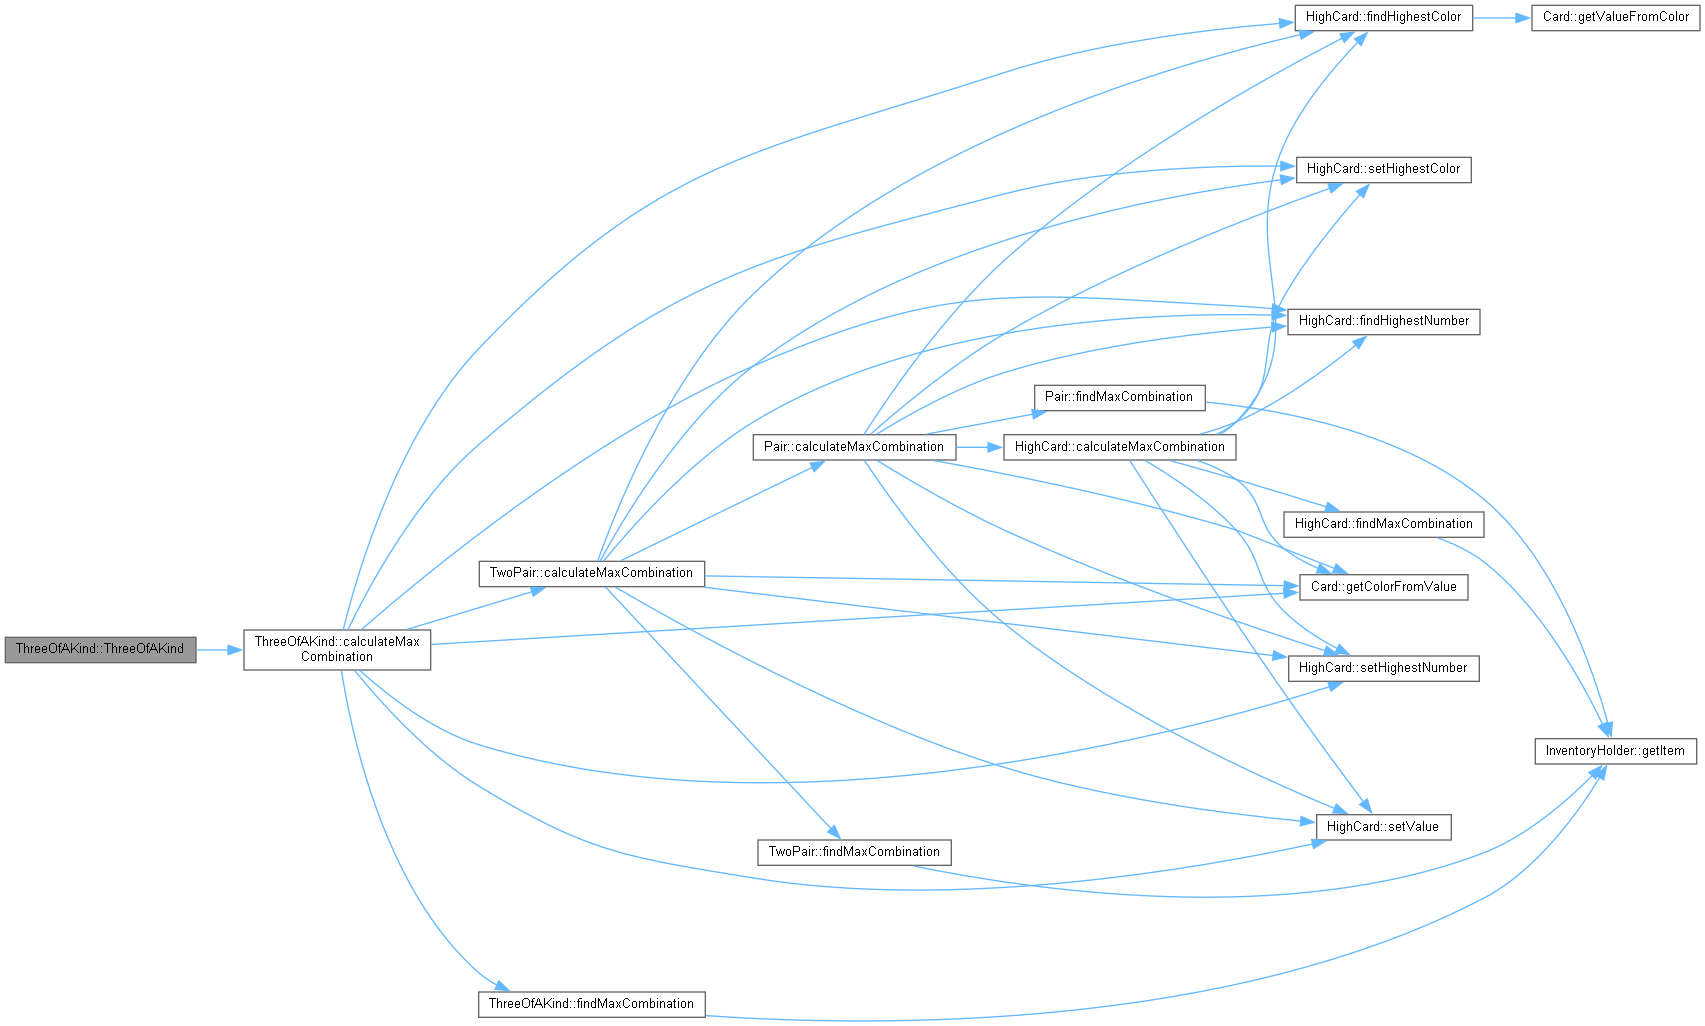 HighCard::findHighestColor
Card::getValueFromColor
HighCard::setHighestColor
HighCard::findHighestNumber
Pair::findMaxCombination
Pair::calculateMaxCombination
HighCard::calculateMaxCombination
HighCard::findMaxCombination
TwoPair::calculateMaxCombination
Card::getColorFromValue
ThreeOfAKind::ThreeOfAKind
ThreeOfAKind::calculateMax
Combination
HighCard::setHighestNumber
InventoryHolder::getItem
HighCard::setValue
TwoPair::findMaxCombination
ThreeOfAKind::findMaxCombination